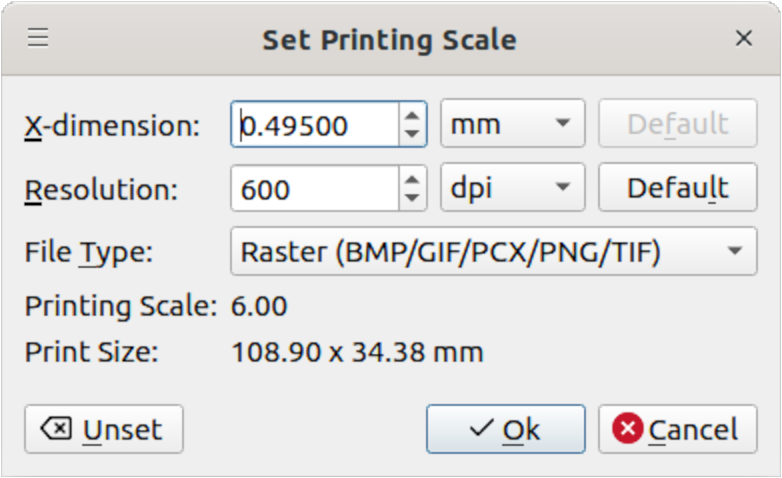 Set Printing Scale
X-dimension: 0.49500 mm Default
Resolution: 600 dpi Default
File Type: Raster (BMP/GIF/PCX/PNG/TIF)
Printing Scale: 6.00
Print Size: 108.90 x 34.38 mm
Unset Ok Cancel